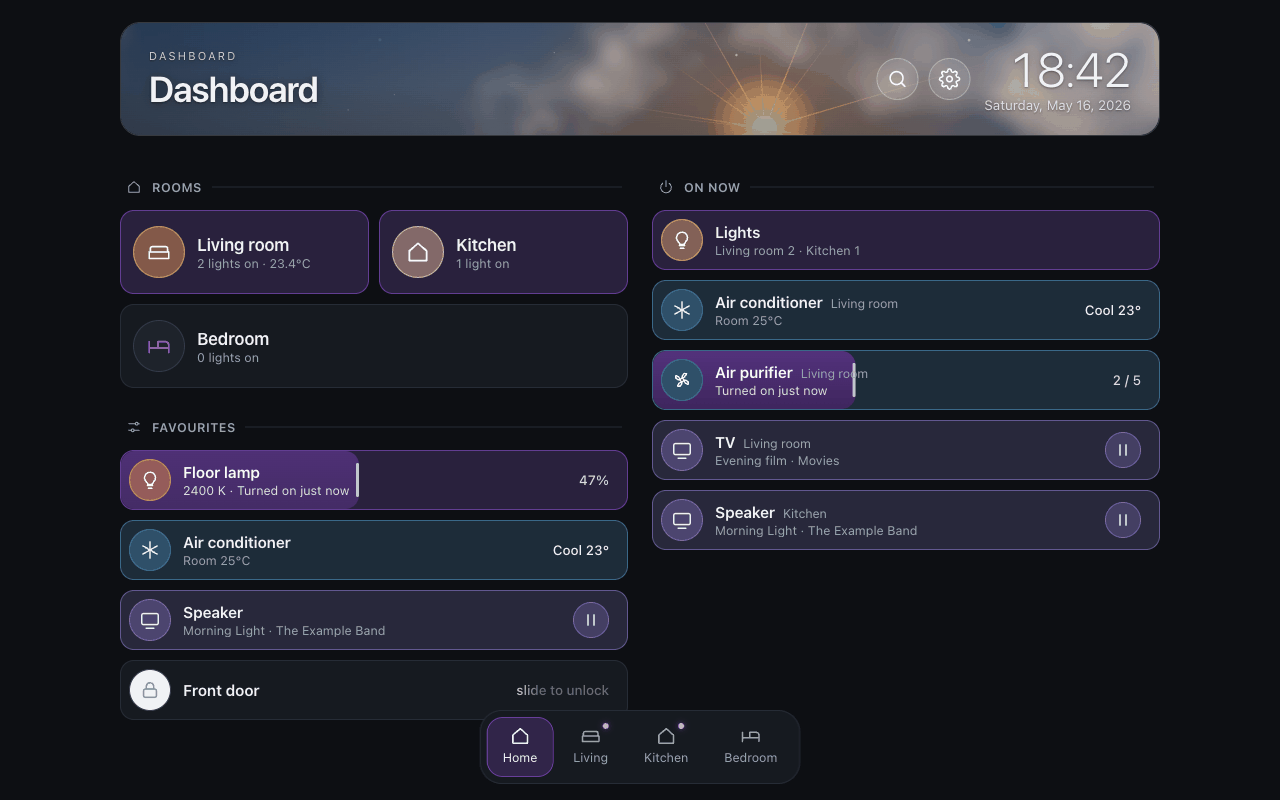 DASHBOARD
Dashboard
18:42
Saturday, May 16, 2026
ROOMS
Living room
2 lights on · 23.4°C
Kitchen
1 light on
Bedroom
0 lights on
FAVOURITES
Floor lamp
2400 K · Turned on just now
47%
Air conditioner
Room 25°C
Cool 23°
Speaker
Morning Light · The Example Band
Front door
slide to unlock
ON NOW
Lights
Living room 2 · Kitchen 1
Air conditioner Living room
Room 25°C
Cool 23°
Air purifier Living room
Turned on just now
2 / 5
TV Living room
Evening film · Movies
Speaker Kitchen
Morning Light · The Example Band
Home
Living
Kitchen
Bedroom